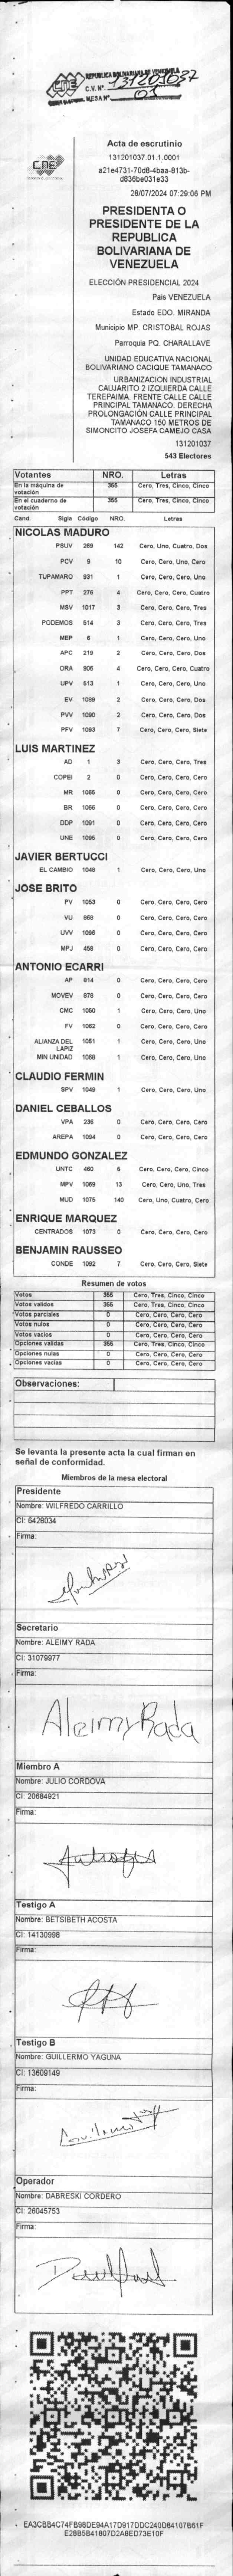 CNE
REPUBLICA BOLIVARIANA DE VENEZUELA
C.V. Nº 131201037
MESA Nº 01
CNE
Acta de escrutinio
131201037.01.1.0001
a21e4731-70d8-4baa-813b-
d836be031e33
28/07/2024 07:29:06 PM
PRESIDENTA O
PRESIDENTE DE LA
REPUBLICA
BOLIVARIANA DE
VENEZUELA
ELECCIÓN PRESIDENCIAL 2024
Pais VENEZUELA
Estado EDO. MIRANDA
Municipio MP. CRISTOBAL ROJAS
Parroquia PQ. CHARALLAVE
UNIDAD EDUCATIVA NACIONAL
BOLIVARIANO CACIQUE TAMANACO
URBANIZACION INDUSTRIAL
CAUJARITO 2 IZQUIERDA CALLE
TEREPAIMA. FRENTE CALLE CALLE
PRINCIPAL TAMANACO. DERECHA
PROLONGACIÓN CALLE PRINCIPAL
TAMANACO 150 METROS DE
SIMONCITO JOSEFA CAMEJO CASA
131201037
543 Electores
Votantes NRO. Letras
En la máquina de votación 355 Cero, Tres, Cinco, Cinco
En el cuaderno de votación 355 Cero, Tres, Cinco, Cinco
Cand. Sigla Código NRO. Letras
NICOLAS MADURO
PSUV 269 142 Cero, Uno, Cuatro, Dos
PCV 9 10 Cero, Cero, Uno, Cero
TUPAMARO 931 1 Cero, Cero, Cero, Uno
PPT 276 4 Cero, Cero, Cero, Cuatro
MSV 1017 3 Cero, Cero, Cero, Tres
PODEMOS 514 3 Cero, Cero, Cero, Tres
MEP 6 1 Cero, Cero, Cero, Uno
APC 219 2 Cero, Cero, Cero, Dos
ORA 906 4 Cero, Cero, Cero, Cuatro
UPV 613 1 Cero, Cero, Cero, Uno
EV 1089 2 Cero, Cero, Cero, Dos
PVV 1090 2 Cero, Cero, Cero, Dos
PFV 1093 7 Cero, Cero, Cero, Siete
LUIS MARTINEZ
AD 1 3 Cero, Cero, Cero, Tres
COPEI 2 0 Cero, Cero, Cero, Cero
MR 1065 0 Cero, Cero, Cero, Cero
BR 1066 0 Cero, Cero, Cero, Cero
DDP 1091 0 Cero, Cero, Cero, Cero
UNE 1095 0 Cero, Cero, Cero, Cero
JAVIER BERTUCCI
EL CAMBIO 1048 1 Cero, Cero, Cero, Uno
JOSE BRITO
PV 1053 0 Cero, Cero, Cero, Cero
VU 868 0 Cero, Cero, Cero, Cero
UVV 1096 0 Cero, Cero, Cero, Cero
MPJ 458 0 Cero, Cero, Cero, Cero
ANTONIO ECARRI
AP 814 0 Cero, Cero, Cero, Cero
MOVEV 878 0 Cero, Cero, Cero, Cero
CMC 1050 1 Cero, Cero, Cero, Uno
FV 1062 0 Cero, Cero, Cero, Cero
ALIANZA DEL LAPIZ 1051 1 Cero, Cero, Cero, Uno
MIN UNIDAD 1068 1 Cero, Cero, Cero, Uno
CLAUDIO FERMIN
SPV 1049 1 Cero, Cero, Cero, Uno
DANIEL CEBALLOS
VPA 236 0 Cero, Cero, Cero, Cero
AREPA 1094 0 Cero, Cero, Cero, Cero
EDMUNDO GONZALEZ
UNTC 460 Cero, Cero, Cero, Cinco
MPV 1069 13 Cero, Cero, Uno, Tres
MUD 1075 140 Cero, Uno, Cuatro, Cero
ENRIQUE MARQUEZ
CENTRADOS 1073 0 Cero, Cero, Cero, Cero
BENJAMIN RAUSSEO
CONDE 1092 7 Cero, Cero, Cero, Siete
Resumen de votos
Votos 355 Cero, Tres, Cinco, Cinco
Votos validos 355 Cero, Tres, Cinco, Cinco
Votos parciales 0 Cero, Cero, Cero, Cero
Votos nulos 0 Cero, Cero, Cero, Cero
Votos vacios 0 Cero, Cero, Cero, Cero
Opciones validas 355 Cero, Tres, Cinco, Cinco
Opciones nulas 0 Cero, Cero, Cero, Cero
Opciones vacias 0 Cero, Cero, Cero, Cero
Observaciones:
Se levanta la presente acta la cual firman en
señal de conformidad.
Miembros de la mesa electoral
Presidente
Nombre: WILFREDO CARRILLO
CI: 6428034
Firma:
Secretario
Nombre: ALEIMY RADA
CI: 31079977
Firma:
Aleimy Rada
Miembro A
Nombre: JULIO CORDOVA
CI: 20684921
Firma:
Testigo A
Nombre: BETSIBETH ACOSTA
CI: 14130998
Firma:
Testigo B
Nombre: GUILLERMO YAGUNA
CI: 13609149
Firma:
Operador
Nombre: DABRESKI CORDERO
CI: 26045753
Firma:
EA3CBB4C74FB96DE94A17D917DDC240D84107B61F
E28B5B41807D2A8ED73E10F